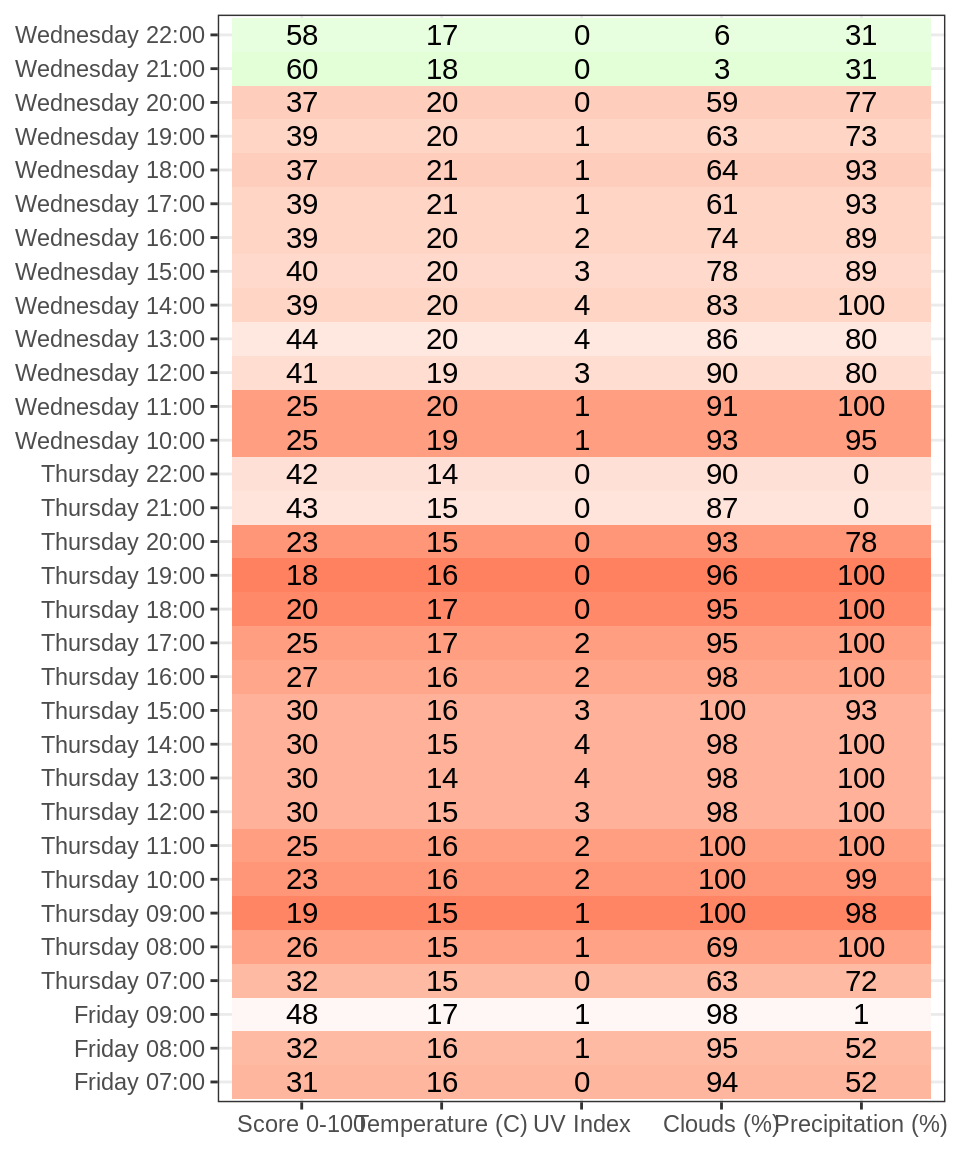 Wednesday 22:00 58 17 0 6 31
Wednesday 21:00 60 18 0 3 31
Wednesday 20:00 37 20 0 59 77
Wednesday 19:00 39 20 1 63 73
Wednesday 18:00 37 21 1 64 93
Wednesday 17:00 39 21 1 61 93
Wednesday 16:00 39 20 2 74 89
Wednesday 15:00 40 20 3 78 89
Wednesday 14:00 39 20 4 83 100
Wednesday 13:00 44 20 4 86 80
Wednesday 12:00 41 19 3 90 80
Wednesday 11:00 25 20 1 91 100
Wednesday 10:00 25 19 1 93 95
Thursday 22:00 42 14 0 90 0
Thursday 21:00 43 15 0 87 0
Thursday 20:00 23 15 0 93 78
Thursday 19:00 18 16 0 96 100
Thursday 18:00 20 17 0 95 100
Thursday 17:00 25 17 2 95 100
Thursday 16:00 27 16 2 98 100
Thursday 15:00 30 16 3 100 93
Thursday 14:00 30 15 4 98 100
Thursday 13:00 30 14 4 98 100
Thursday 12:00 30 15 3 98 100
Thursday 11:00 25 16 2 100 100
Thursday 10:00 23 16 2 100 99
Thursday 09:00 19 15 1 100 98
Thursday 08:00 26 15 1 69 100
Thursday 07:00 32 15 0 63 72
Friday 09:00 48 17 1 98 1
Friday 08:00 32 16 1 95 52
Friday 07:00 31 16 0 94 52
Score 0-100 Temperature (C) UV Index Clouds (%) Precipitation (%)